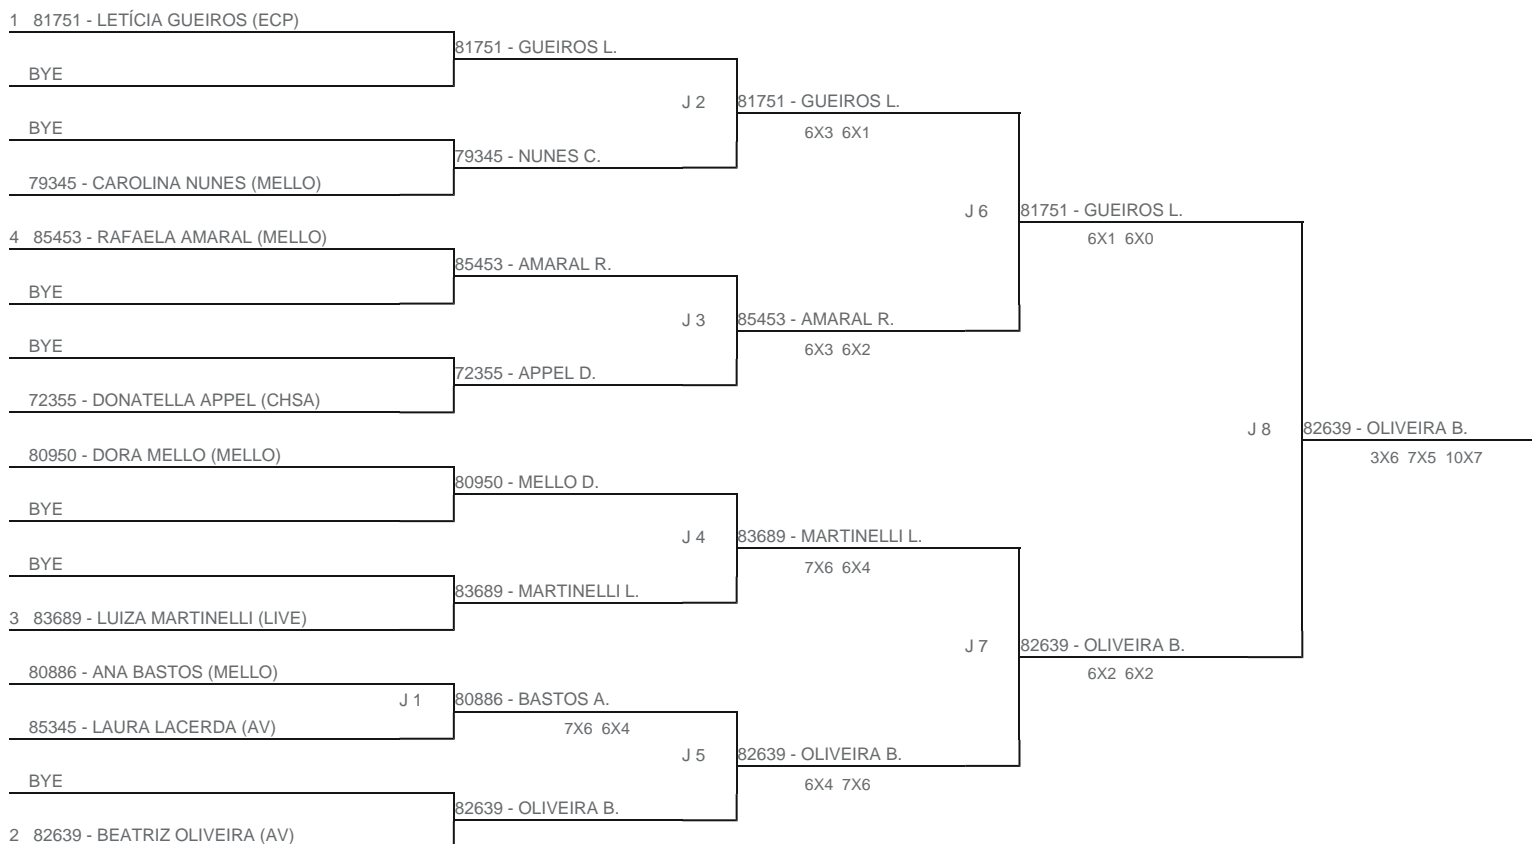 1 81751 - LETÍCIA GUEIROS (ECP)
81751 - GUEIROS L.
BYE
J 2
81751 - GUEIROS L.
6X3 6X1
BYE
79345 - NUNES C.
79345 - CAROLINA NUNES (MELLO)
J 6
81751 - GUEIROS L.
6X1 6X0
4 85453 - RAFAELA AMARAL (MELLO)
85453 - AMARAL R.
BYE
J 3
85453 - AMARAL R.
6X3 6X2
BYE
72355 - APPEL D.
72355 - DONATELLA APPEL (CHSA)
J 8
82639 - OLIVEIRA B.
3X6 7X5 10X7
80950 - DORA MELLO (MELLO)
80950 - MELLO D.
BYE
J 4
83689 - MARTINELLI L.
7X6 6X4
BYE
83689 - MARTINELLI L.
3 83689 - LUIZA MARTINELLI (LIVE)
J 7
82639 - OLIVEIRA B.
6X2 6X2
80886 - ANA BASTOS (MELLO)
J 1
80886 - BASTOS A.
7X6 6X4
85345 - LAURA LACERDA (AV)
J 5
82639 - OLIVEIRA B.
6X4 7X6
BYE
82639 - OLIVEIRA B.
2 82639 - BEATRIZ OLIVEIRA (AV)